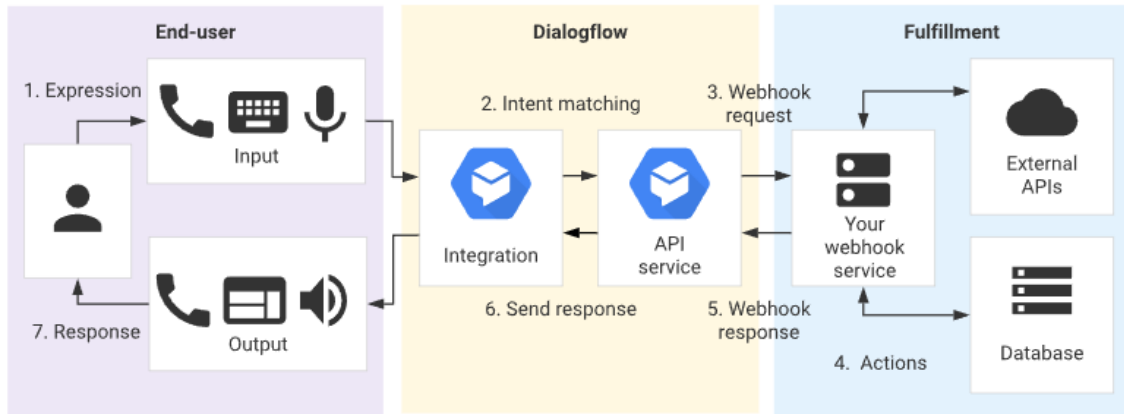 End-user
Dialogflow
Fulfillment
1. Expression
Input
2. Intent matching
3. Webhook
request
External
APIs
Integration
API
service
Your
webhook
service
7. Response
Output
6. Send response
5. Webhook
response
4. Actions
Database